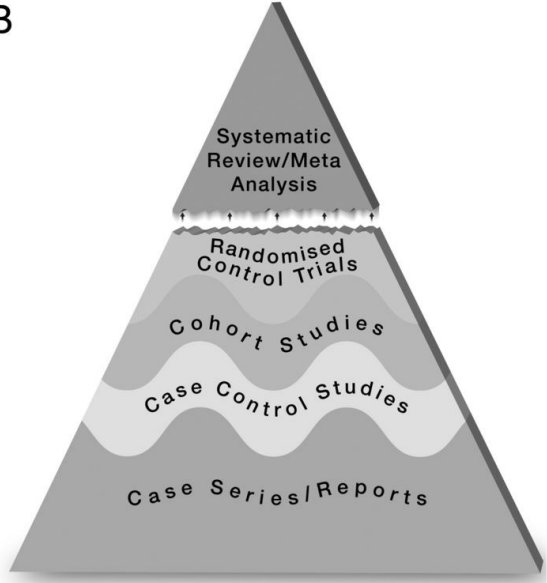 B
Systematic
Review/Meta
Analysis
Randomised
Control Trials
Cohort Studies
Case Control Studies
Case Series/Reports